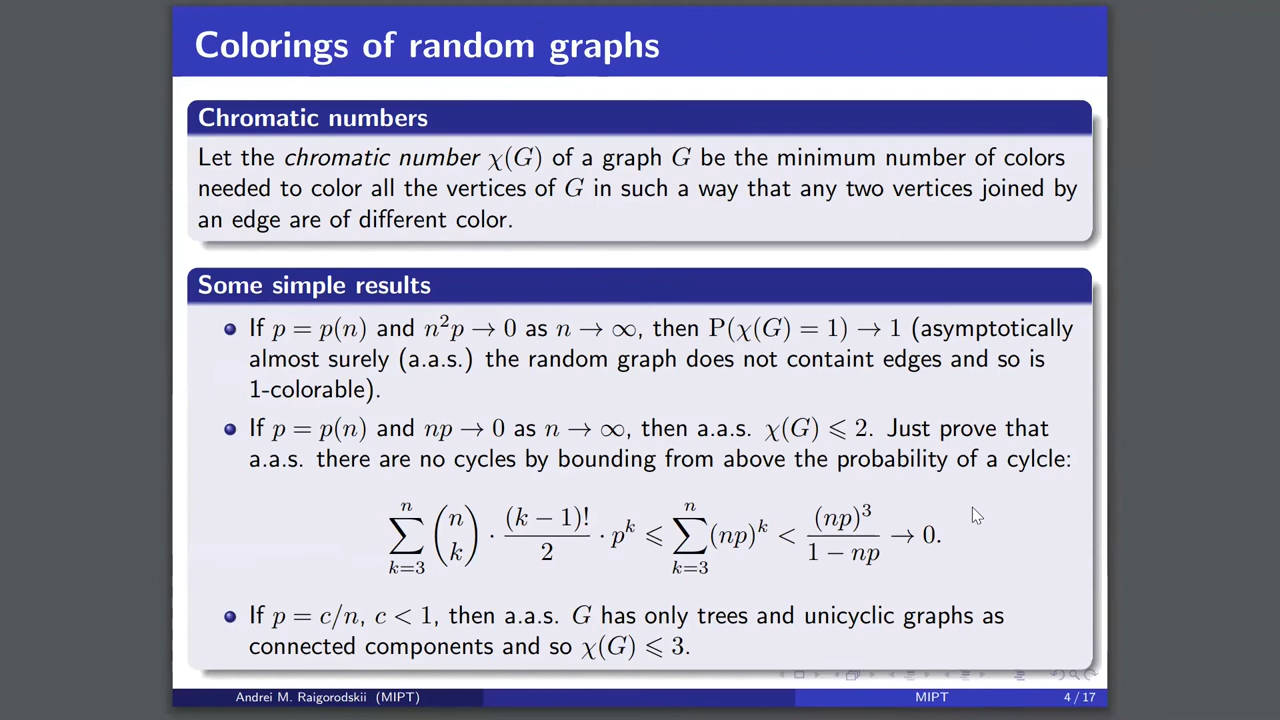 Colorings of random graphs
Chromatic numbers
Let the chromatic number χ(G) of a graph G be the minimum number of colors
needed to color all the vertices of G in such a way that any two vertices joined by
an edge are of different color.
Some simple results
If p = p(n) and n²p → 0 as n → ∞, then P(χ(G) = 1) → 1 (asymptotically
almost surely (a.a.s.) the random graph does not containt edges and so is
1-colorable).
If p = p(n) and np → 0 as n → ∞, then a.a.s. χ(G) ⩽ 2. Just prove that
a.a.s. there are no cycles by bounding from above the probability of a cylcle:
\sum_{k=3}^{n} \binom{n}{k} · \frac{(k − 1)!}{2} · p^k ⩽ \sum_{k=3}^{n} (np)^k < \frac{(np)^3}{1 − np} → 0.
If p = c/n, c < 1, then a.a.s. G has only trees and unicyclic graphs as
connected components and so χ(G) ⩽ 3.
Andrei M. Raigorodskii (MIPT) MIPT 4 / 17